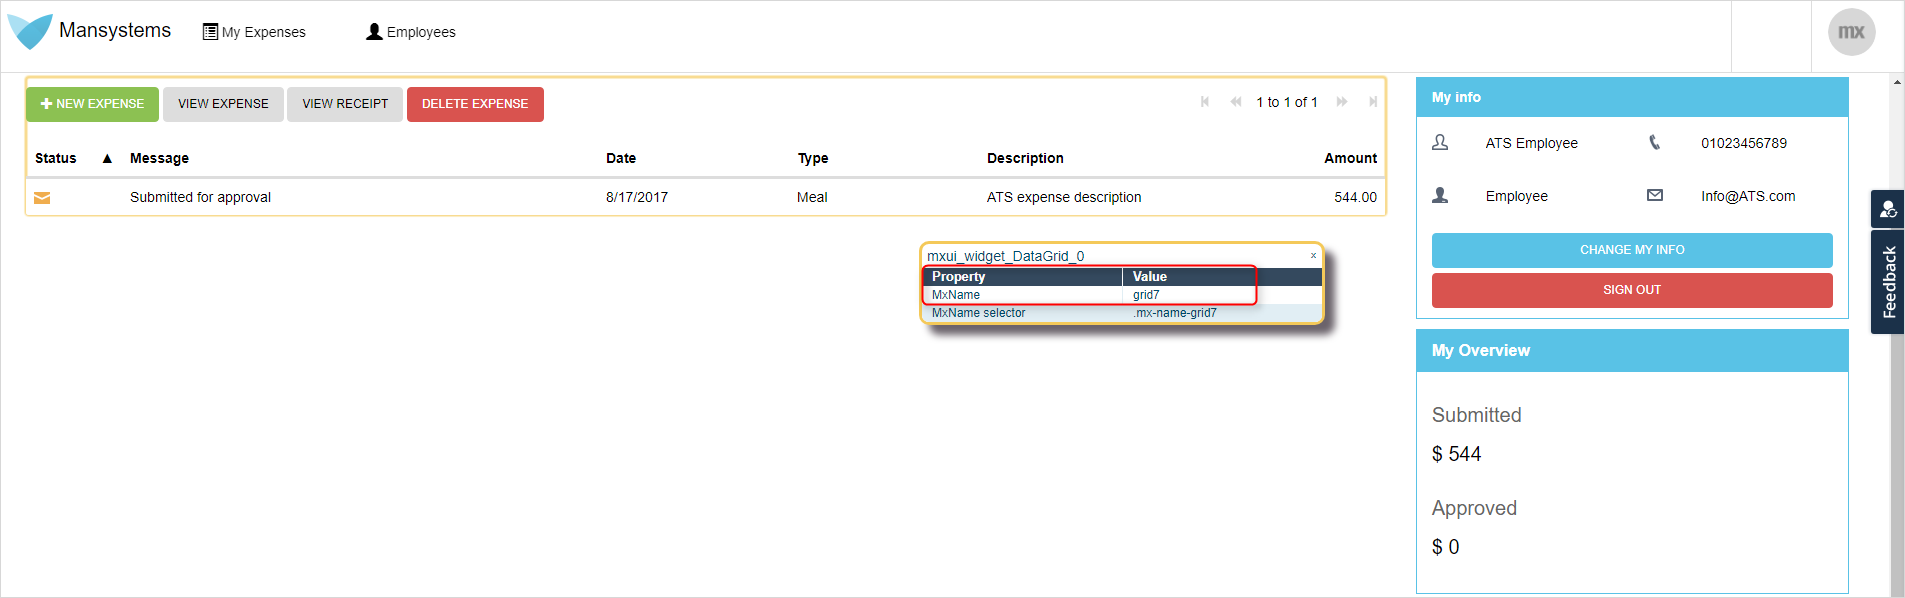 Mansystems
My Expenses
Employees
mx
NEW EXPENSE
VIEW EXPENSE
VIEW RECEIPT
DELETE EXPENSE
1 to 1 of 1
Status ▲ Message Date Type Description Amount
Submitted for approval 8/17/2017 Meal ATS expense description 544.00
mxui_widget_DataGrid_0 x
Property Value
MxName grid7
MxName selector .mx-name-grid7
My info
ATS Employee 01023456789
Employee Info@ATS.com
CHANGE MY INFO
SIGN OUT
My Overview
Submitted
$ 544
Approved
$ 0
Feedback